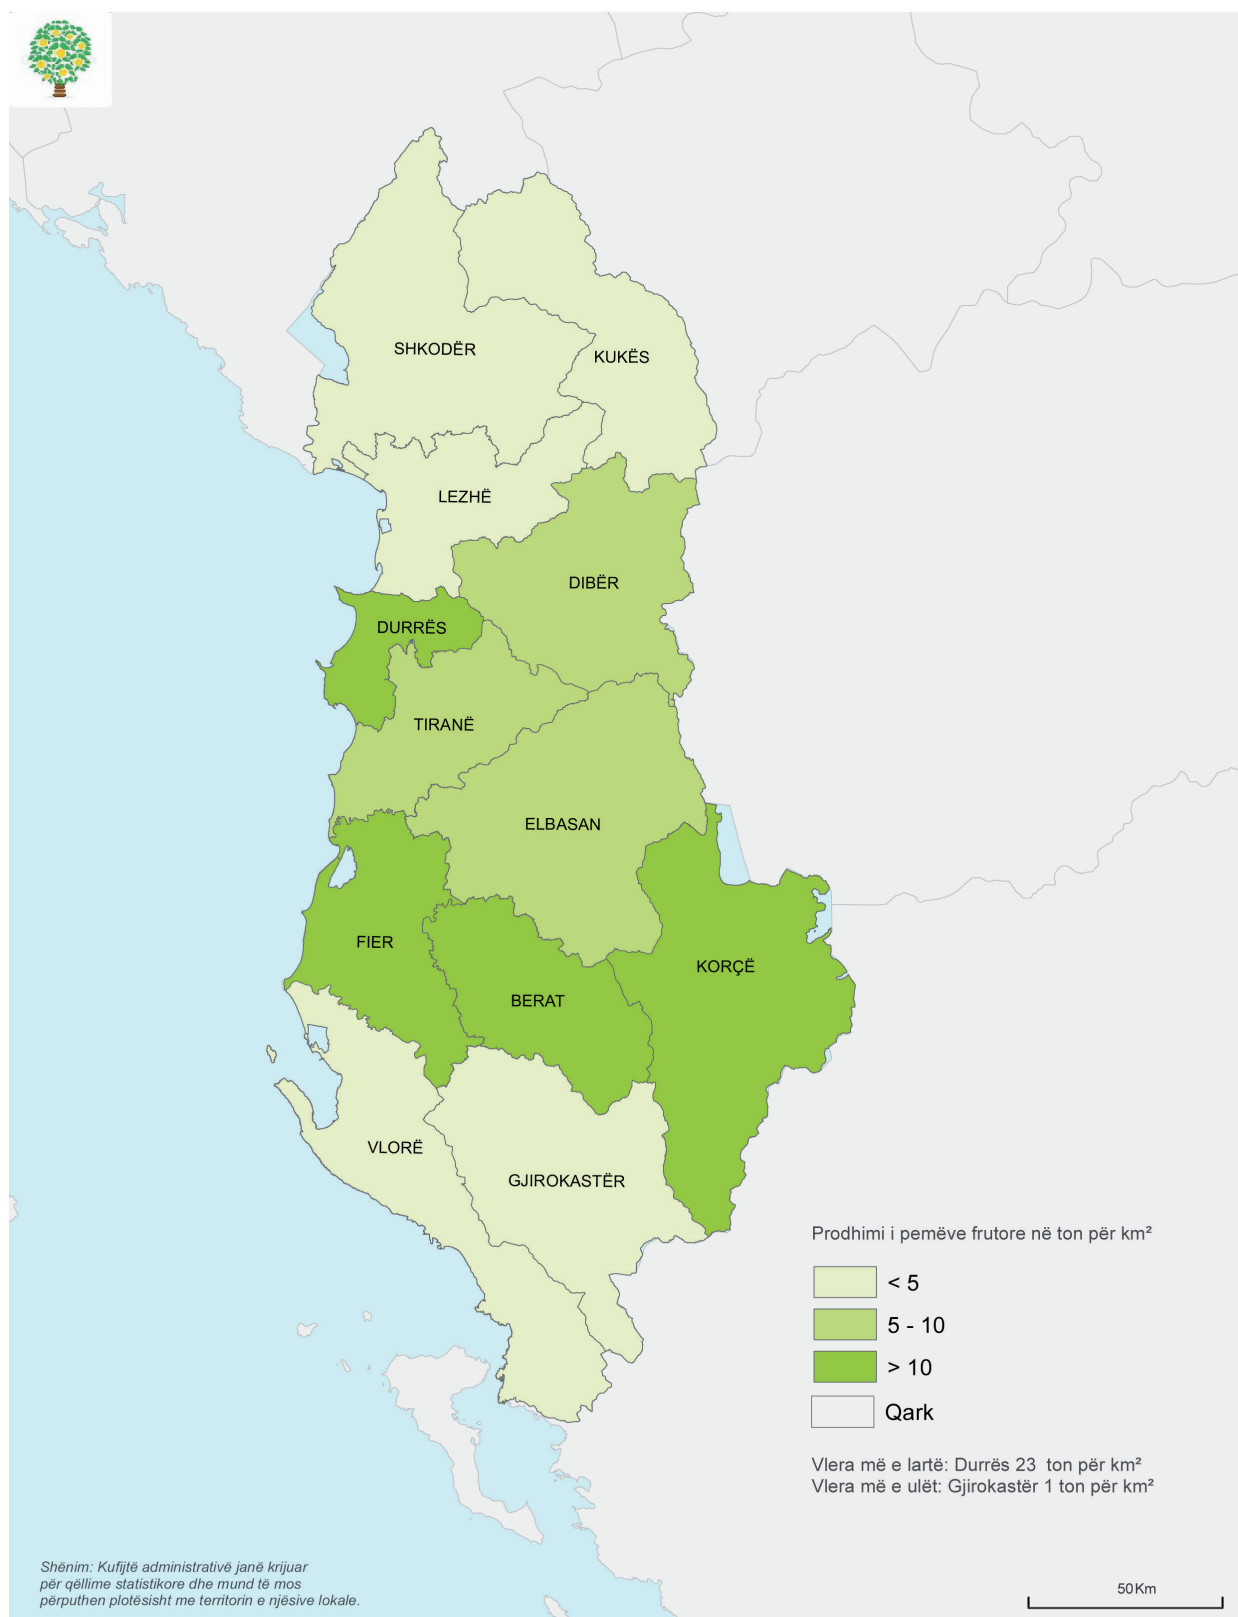 SHKODËR
KUKËS
LEZHË
DIBËR
DURRËS
TIRANË
ELBASAN
FIER
KORÇË
BERAT
VLORË
GJIROKASTËR
Prodhimi i pemëve frutore në ton për km²
< 5
5 - 10
> 10
Qark
Vlera më e lartë: Durrës 23 ton për km²
Vlera më e ulët: Gjirokastër 1 ton për km²
Shënim: Kufijtë administrativë janë krijuar
për qëllime statistikore dhe mund të mos
përputhen plotësisht me territorin e njësive lokale.
50Km